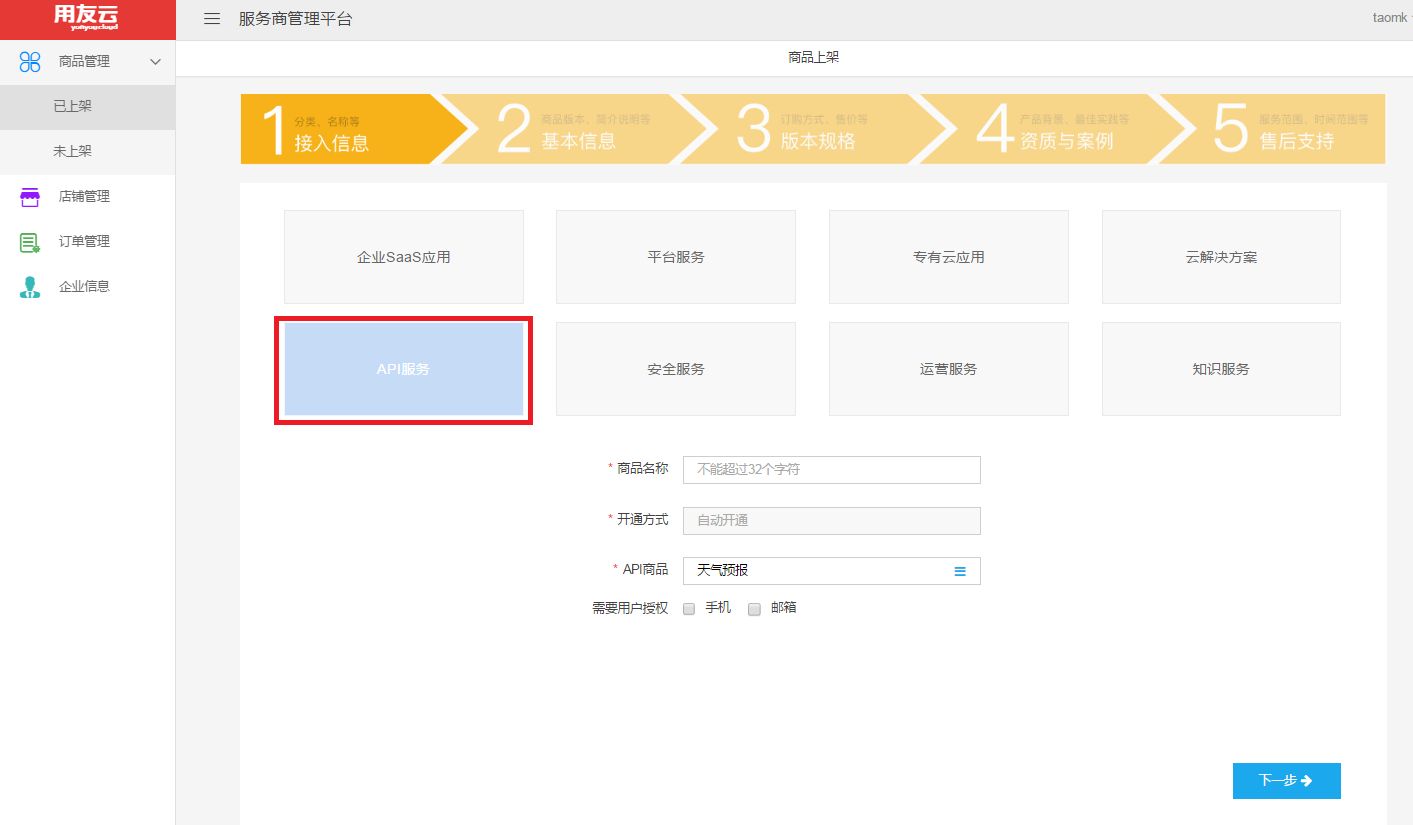 用友云
yonyou cloud
服务商管理平台
taomk
商品管理
已上架
未上架
店铺管理
订单管理
企业信息
商品上架
1 分类、名称等
接入信息
2 商品版本、简介说明等
基本信息
3 订购方式、售价等
版本规格
4 产品背景、最佳实践等
资质与案例
5 服务范围、时间范围等
售后支持
企业SaaS应用
平台服务
专有云应用
云解决方案
API服务
安全服务
运营服务
知识服务
* 商品名称 不能超过32个字符
* 开通方式 自动开通
* API商品 天气预报
需要用户授权 手机 邮箱
下一步